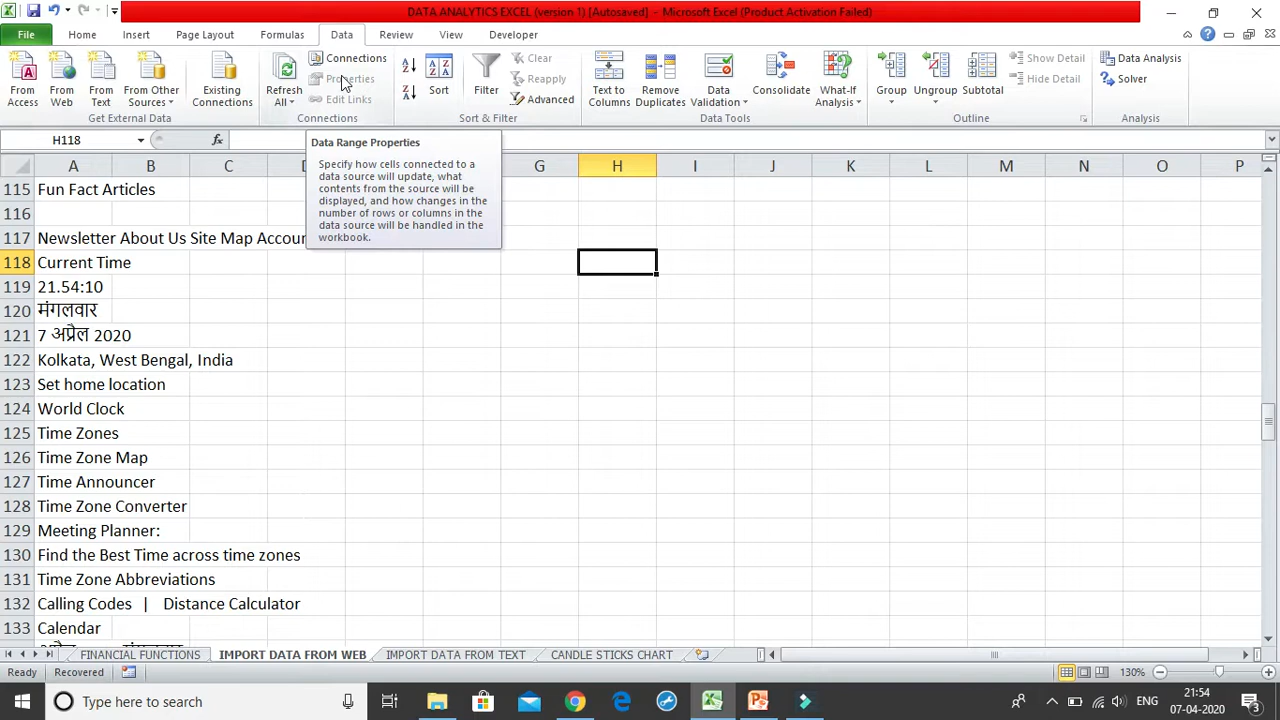 DATA ANALYTICS EXCEL (version 1) [Autosaved] – Microsoft Excel (Product Activation Failed)
File Home Insert Page Layout Formulas Data Review View Developer
From Access
From Web
From Text
From Other Sources
Existing Connections
Refresh All
Connections
Properties
Edit Links
Sort
Filter
Clear
Reapply
Advanced
Text to Columns
Remove Duplicates
Data Validation
Consolidate
What-If Analysis
Group
Ungroup
Subtotal
Show Detail
Hide Detail
Data Analysis
Solver
Get External Data Connections Sort & Filter Data Tools Outline Analysis
H118 fx
Data Range Properties
Specify how cells connected to a
data source will update, what
contents from the source will be
displayed, and how changes in the
number of rows or columns in the
data source will be handled in the
workbook.
A B C D G H I J K L M N O P
115 Fun Fact Articles
116
117 Newsletter About Us Site Map Accoun
118 Current Time
119 21.54:10
120 मंगलवार
121 7 अप्रैल 2020
122 Kolkata, West Bengal, India
123 Set home location
124 World Clock
125 Time Zones
126 Time Zone Map
127 Time Announcer
128 Time Zone Converter
129 Meeting Planner:
130 Find the Best Time across time zones
131 Time Zone Abbreviations
132 Calling Codes | Distance Calculator
133 Calendar
FINANCIAL FUNCTIONS IMPORT DATA FROM WEB IMPORT DATA FROM TEXT CANDLE STICKS CHART
Ready Recovered 130%
Type here to search
ENG
21:54
07-04-2020
3